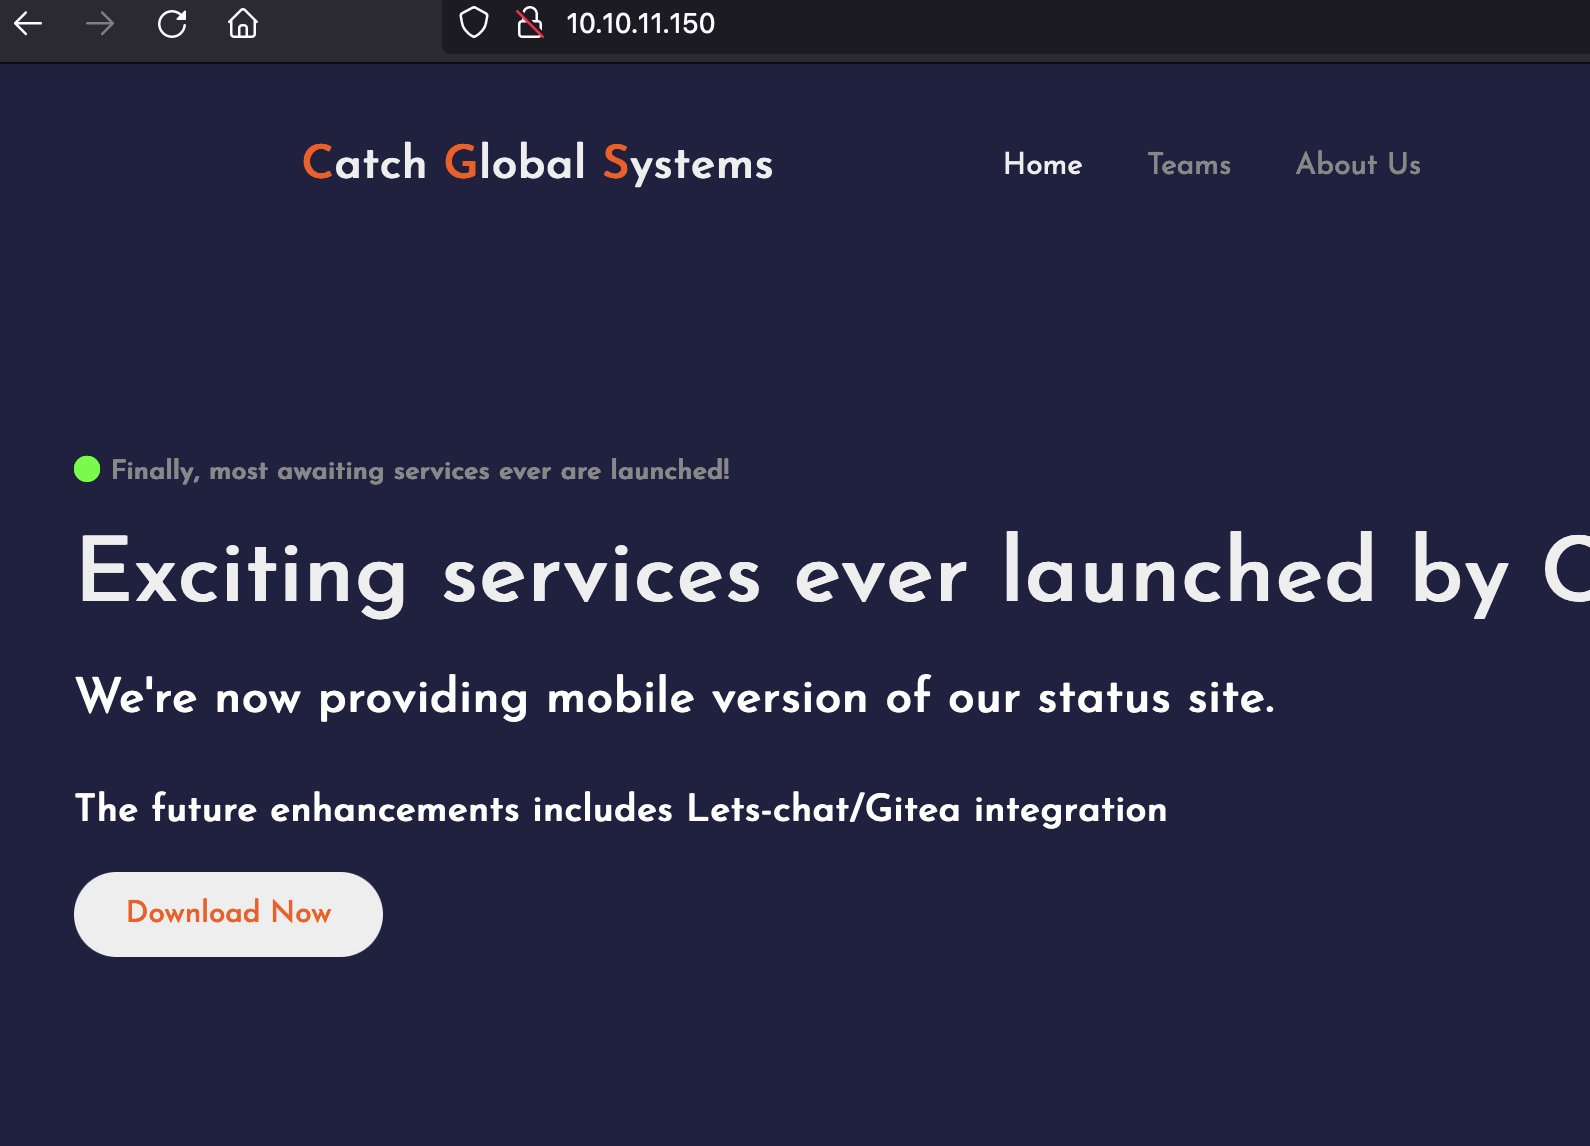 10.10.11.150
Catch Global Systems
Home Teams About Us
Finally, most awaiting services ever are launched!
Exciting services ever launched by
We're now providing mobile version of our status site.
The future enhancements includes Lets-chat/Gitea integration
Download Now